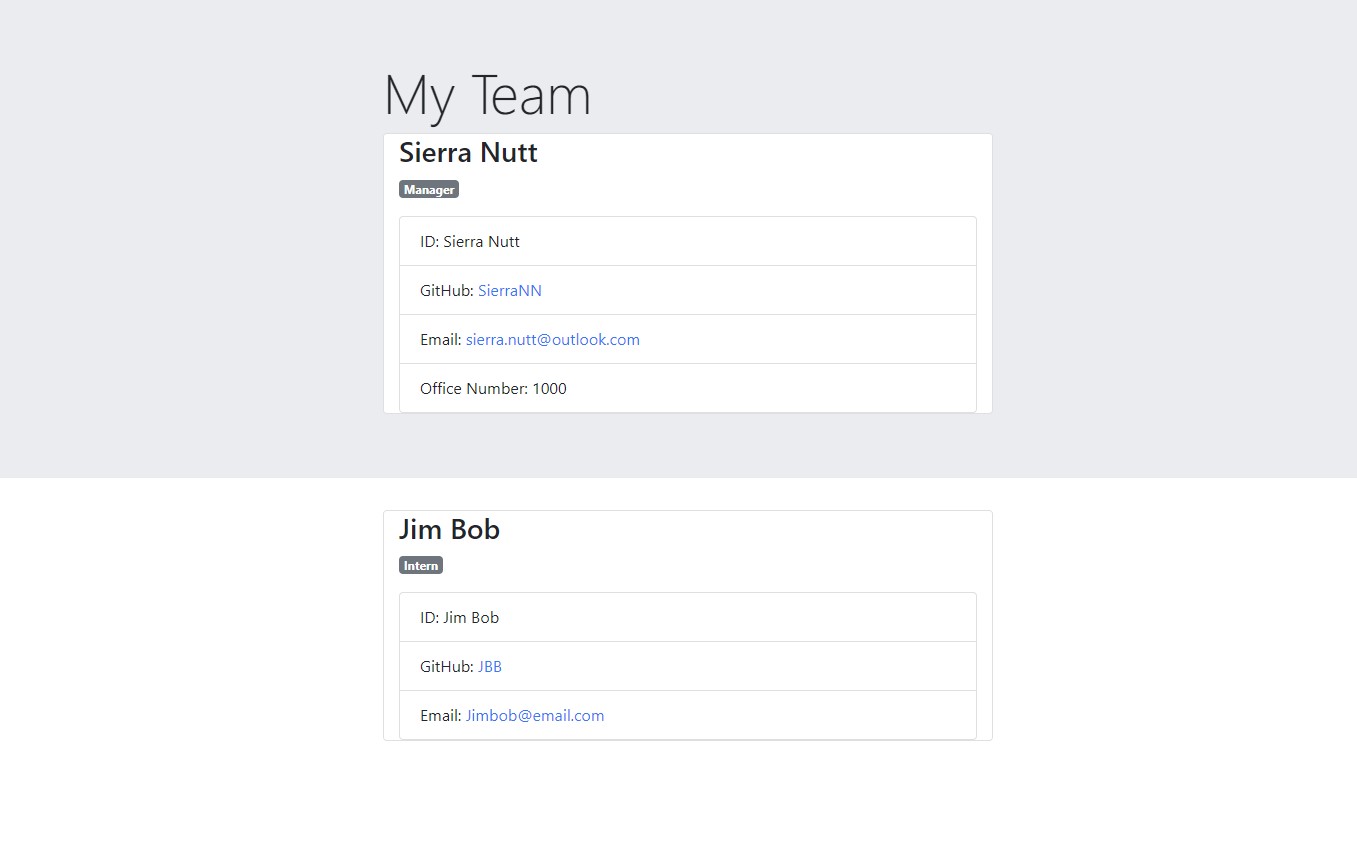 My Team
Sierra Nutt
Manager
ID: Sierra Nutt
GitHub: SierraNN
Email: sierra.nutt@outlook.com
Office Number: 1000
Jim Bob
Intern
ID: Jim Bob
GitHub: JBB
Email: Jimbob@email.com